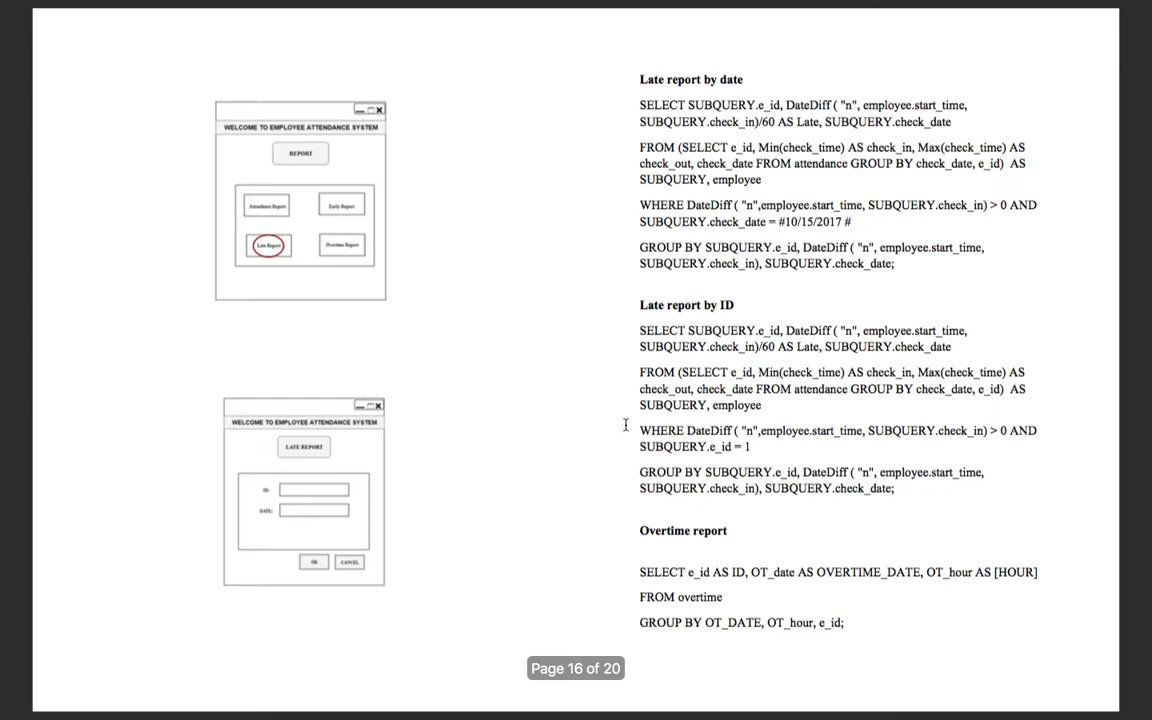 WELCOME TO EMPLOYEE ATTENDANCE SYSTEM
REPORT
Attendance Report
Early Report
Late Report
Overtime Report
WELCOME TO EMPLOYEE ATTENDANCE SYSTEM
LATE REPORT
ID:
DATE:
OK
CANCEL
Late report by date
SELECT SUBQUERY.e_id, DateDiff ( "n", employee.start_time,
SUBQUERY.check_in)/60 AS Late, SUBQUERY.check_date
FROM (SELECT e_id, Min(check_time) AS check_in, Max(check_time) AS
check_out, check_date FROM attendance GROUP BY check_date, e_id) AS
SUBQUERY, employee
WHERE DateDiff ( "n",employee.start_time, SUBQUERY.check_in) > 0 AND
SUBQUERY.check_date = #10/15/2017 #
GROUP BY SUBQUERY.e_id, DateDiff ( "n", employee.start_time,
SUBQUERY.check_in), SUBQUERY.check_date;
Late report by ID
SELECT SUBQUERY.e_id, DateDiff ( "n", employee.start_time,
SUBQUERY.check_in)/60 AS Late, SUBQUERY.check_date
FROM (SELECT e_id, Min(check_time) AS check_in, Max(check_time) AS
check_out, check_date FROM attendance GROUP BY check_date, e_id) AS
SUBQUERY, employee
WHERE DateDiff ( "n",employee.start_time, SUBQUERY.check_in) > 0 AND
SUBQUERY.e_id = 1
GROUP BY SUBQUERY.e_id, DateDiff ( "n", employee.start_time,
SUBQUERY.check_in), SUBQUERY.check_date;
Overtime report
SELECT e_id AS ID, OT_date AS OVERTIME_DATE, OT_hour AS [HOUR]
FROM overtime
GROUP BY OT_DATE, OT_hour, e_id;
Page 16 of 20